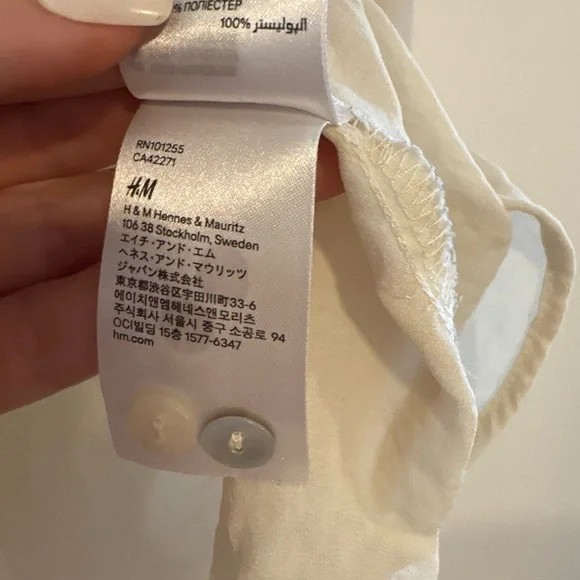 % ПОЛІЕСТЕР
100% البوليستر
RN101255
CA42271
H&M
H & M Hennes & Mauritz
106 38 Stockholm, Sweden
エイチ・アンド・エム
ヘネス・アンド・マウリッツ
ジャパン株式会社
東京都渋谷区宇田川町33-6
에이치앤엠헤네스앤모리츠
주식회사 서울시 중구 소공로 94
OCI빌딩 15층 1577-6347
hm.com